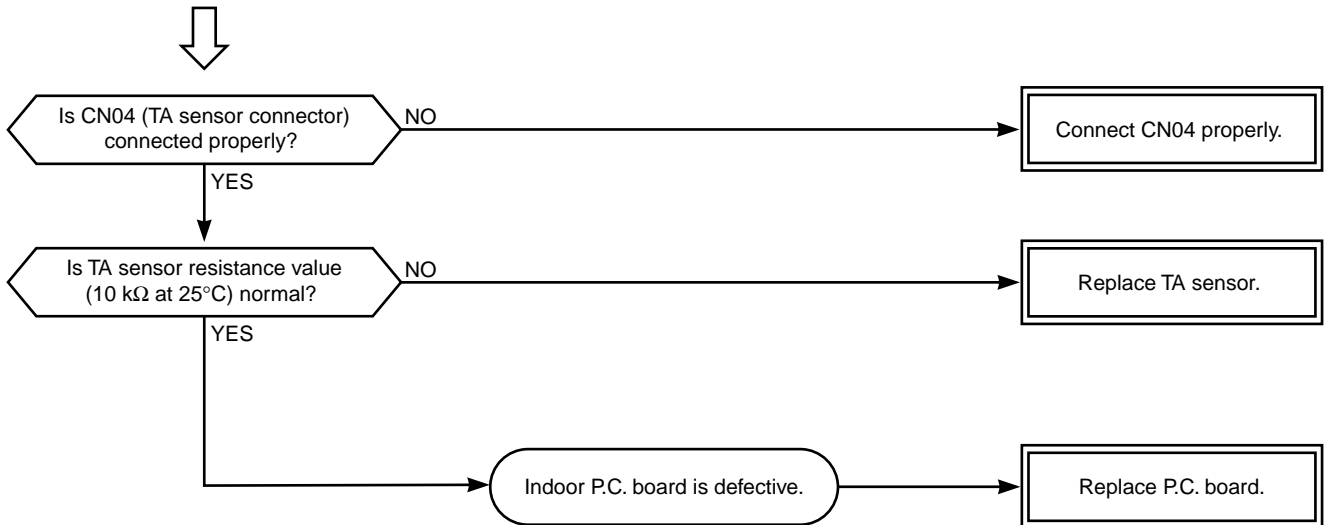 Is CN04 (TA sensor connector)
connected properly?
NO
Connect CN04 properly.
YES
Is TA sensor resistance value
(10 kΩ at 25°C) normal?
NO
Replace TA sensor.
YES
Indoor P.C. board is defective.
Replace P.C. board.